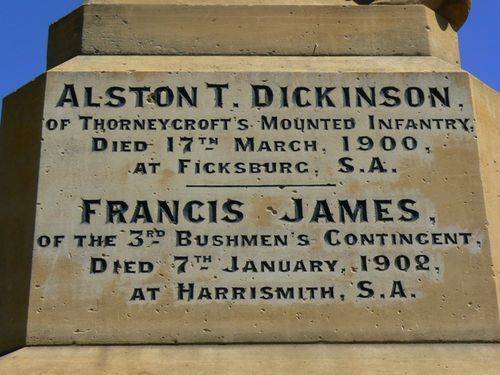 ALSTON T. DICKINSON,
OF THORNEYCROFT'S MOUNTED INFANTRY,
DIED 17TH MARCH, 1900,
AT FICKSBURG, S.A.
FRANCIS JAMES,
OF THE 3RD BUSHMEN'S CONTINGENT,
DIED 7TH JANUARY, 1902,
AT HARRISMITH, S.A.